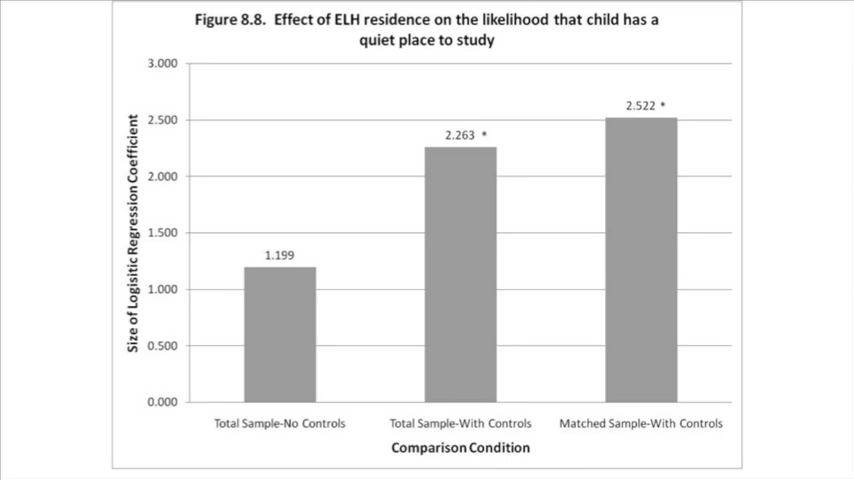 Figure 8.8. Effect of ELH residence on the likelihood that child has a
quiet place to study
Size of Logisitic Regression Coefficient
3.000
2.500
2.000
1.500
1.000
0.500
0.000
1.199
2.263 *
2.522 *
Total Sample-No Controls
Total Sample-With Controls
Matched Sample-With Controls
Comparison Condition